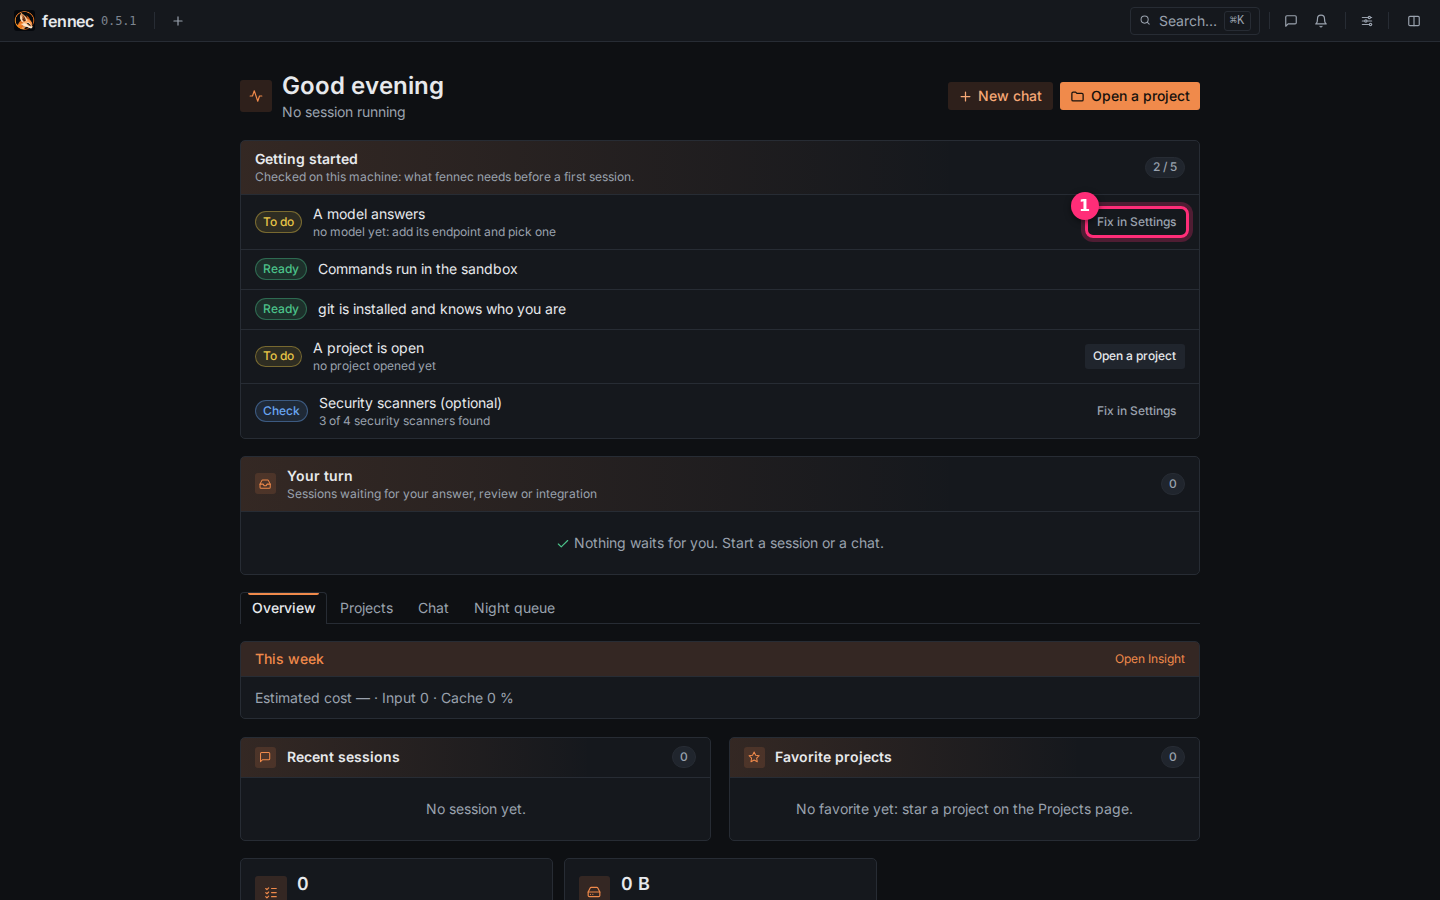 fennec 0.5.1
Search... ⌘K
Good evening
No session running
New chat
Open a project
Getting started
Checked on this machine: what fennec needs before a first session.
2 / 5
To do
A model answers
no model yet: add its endpoint and pick one
1
Fix in Settings
Ready
Commands run in the sandbox
Ready
git is installed and knows who you are
To do
A project is open
no project opened yet
Open a project
Check
Security scanners (optional)
3 of 4 security scanners found
Fix in Settings
Your turn
Sessions waiting for your answer, review or integration
0
Nothing waits for you. Start a session or a chat.
Overview Projects Chat Night queue
This week
Open Insight
Estimated cost — · Input 0 · Cache 0 %
Recent sessions
0
No session yet.
Favorite projects
0
No favorite yet: star a project on the Projects page.
0
0 B